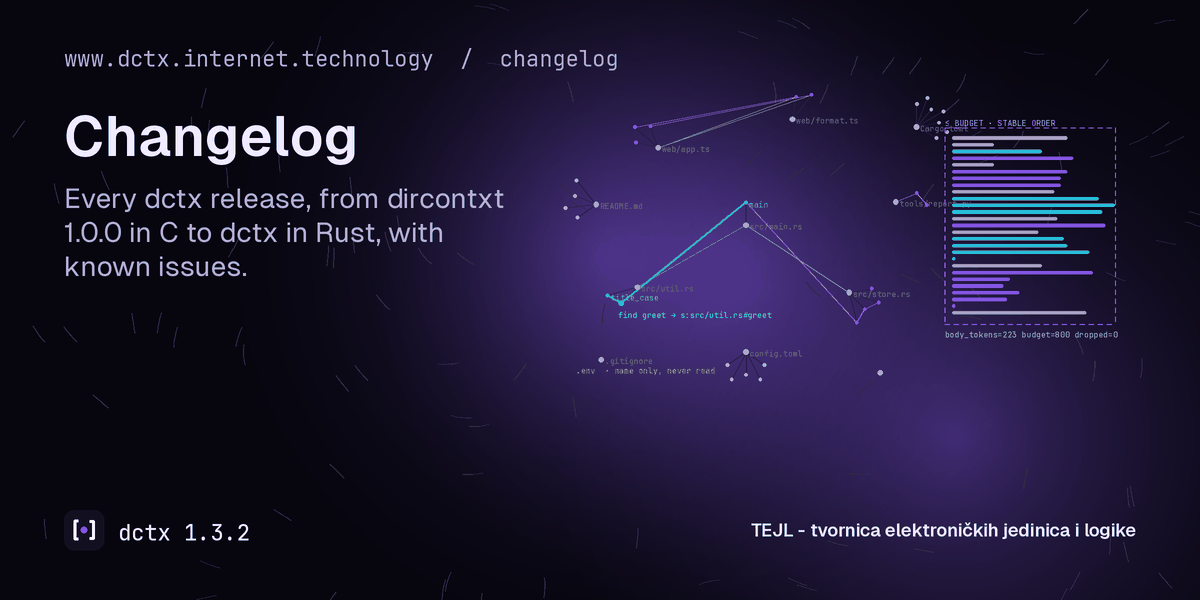 www.dctx.internet.technology / changelog
Changelog
Every dctx release, from dircontxt
1.0.0 in C to dctx in Rust, with
known issues.
web/format.ts
web/app.ts
README.md
main
src/main.rs
src/util.rs
title_case
find greet → s:src/util.rs#greet
src/store.rs
.gitignore
.env · name only, never read
config.toml
≤ BUDGET · STABLE ORDER
body_tokens=223 budget=800 dropped=0
[•] dctx 1.3.2
TEJL - tvornica elektroničkih jedinica i logike